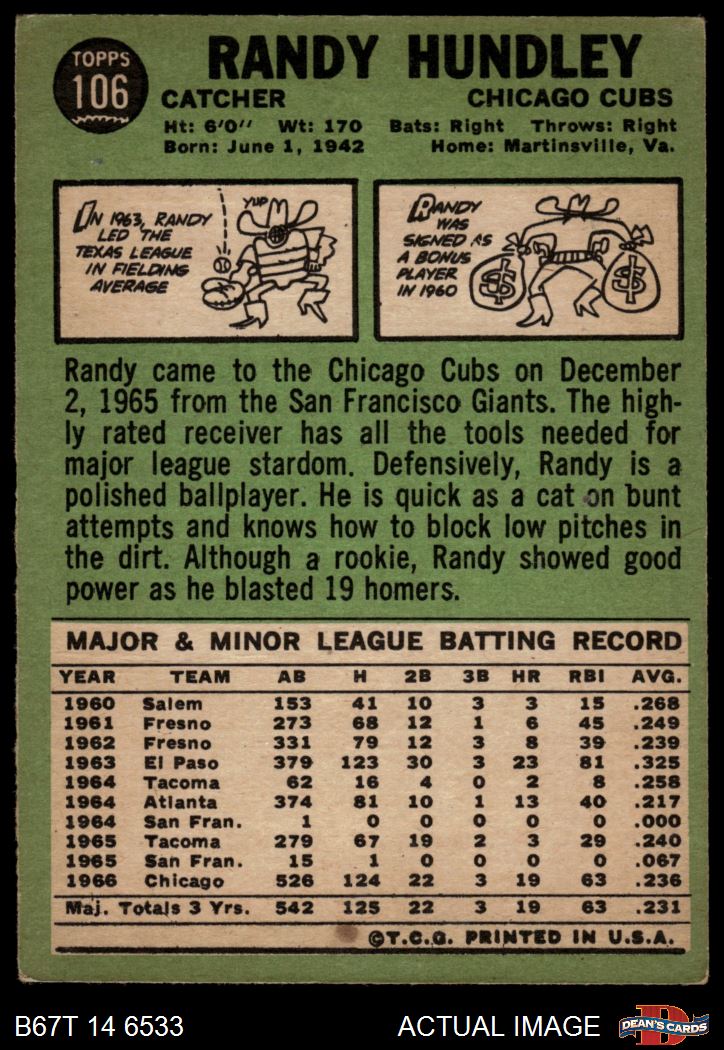 TOPPS
106
RANDY HUNDLEY
CATCHER CHICAGO CUBS
Ht: 6'0" Wt: 170 Bats: Right Throws: Right
Born: June 1, 1942 Home: Martinsville, Va.
IN 1963, RANDY
LED THE
TEXAS LEAGUE
IN FIELDING
AVERAGE
YUP
RANDY
WAS
SIGNED AS
A BONUS
PLAYER
IN 1960
$ $
Randy came to the Chicago Cubs on December
2, 1965 from the San Francisco Giants. The high-
ly rated receiver has all the tools needed for
major league stardom. Defensively, Randy is a
polished ballplayer. He is quick as a cat on bunt
attempts and knows how to block low pitches in
the dirt. Although a rookie, Randy showed good
power as he blasted 19 homers.
MAJOR & MINOR LEAGUE BATTING RECORD
YEAR TEAM AB H 2B 3B HR RBI AVG.
1960 Salem 153 41 10 3 3 15 .268
1961 Fresno 273 68 12 1 6 45 .249
1962 Fresno 331 79 12 3 8 39 .239
1963 El Paso 379 123 30 3 23 81 .325
1964 Tacoma 62 16 4 0 2 8 .258
1964 Atlanta 374 81 10 1 13 40 .217
1964 San Fran. 1 0 0 0 0 0 .000
1965 Tacoma 279 67 19 2 3 29 .240
1965 San Fran. 15 1 0 0 0 0 .067
1966 Chicago 526 124 22 3 19 63 .236
Maj. Totals 3 Yrs. 542 125 22 3 19 63 .231
©T.C.G. PRINTED IN U.S.A.
B67T 14 6533 ACTUAL IMAGE
D
DEAN'S CARDS